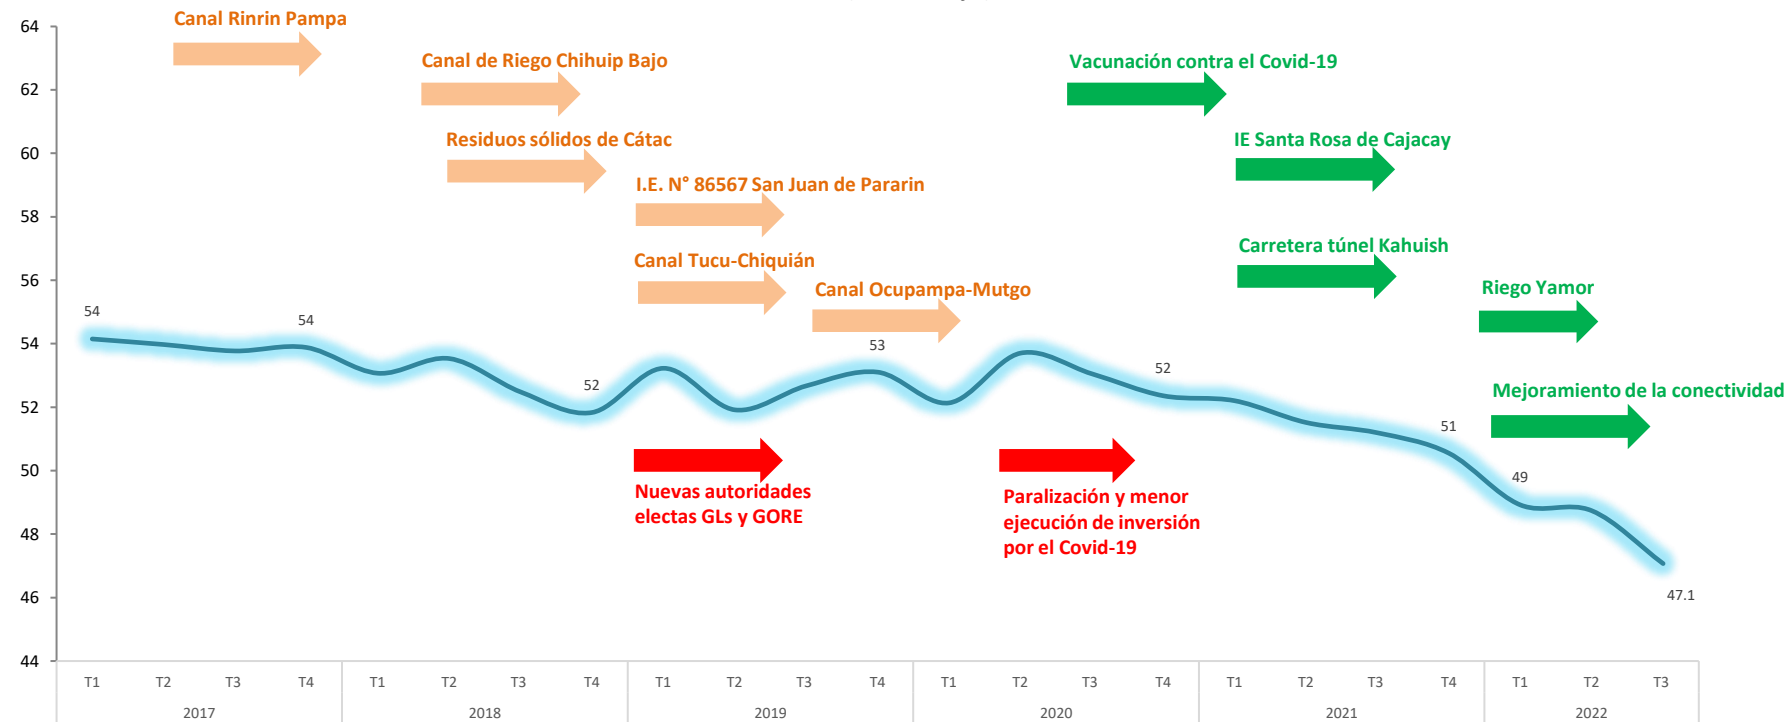 Canal Rinrin Pampa
Canal de Riego Chihuip Bajo
Vacunación contra el Covid-19
Residuos sólidos de Cátac
IE Santa Rosa de Cajacay
I.E. N° 86567 San Juan de Pararin
Canal Tucu-Chiquián
Carretera túnel Kahuish
Canal Ocupampa-Mutgo
Riego Yamor
Mejoramiento de la conectividad
Nuevas autoridades
electas GLs y GORE
Paralización y menor
ejecución de inversión
por el Covid-19
64
62
60
58
56
54
52
50
48
46
44
54
54
52
53
52
51
49
47.1
T1 T2 T3 T4 T1 T2 T3 T4 T1 T2 T3 T4 T1 T2 T3 T4 T1 T2 T3 T4 T1 T2 T3
2017 2018 2019 2020 2021 2022